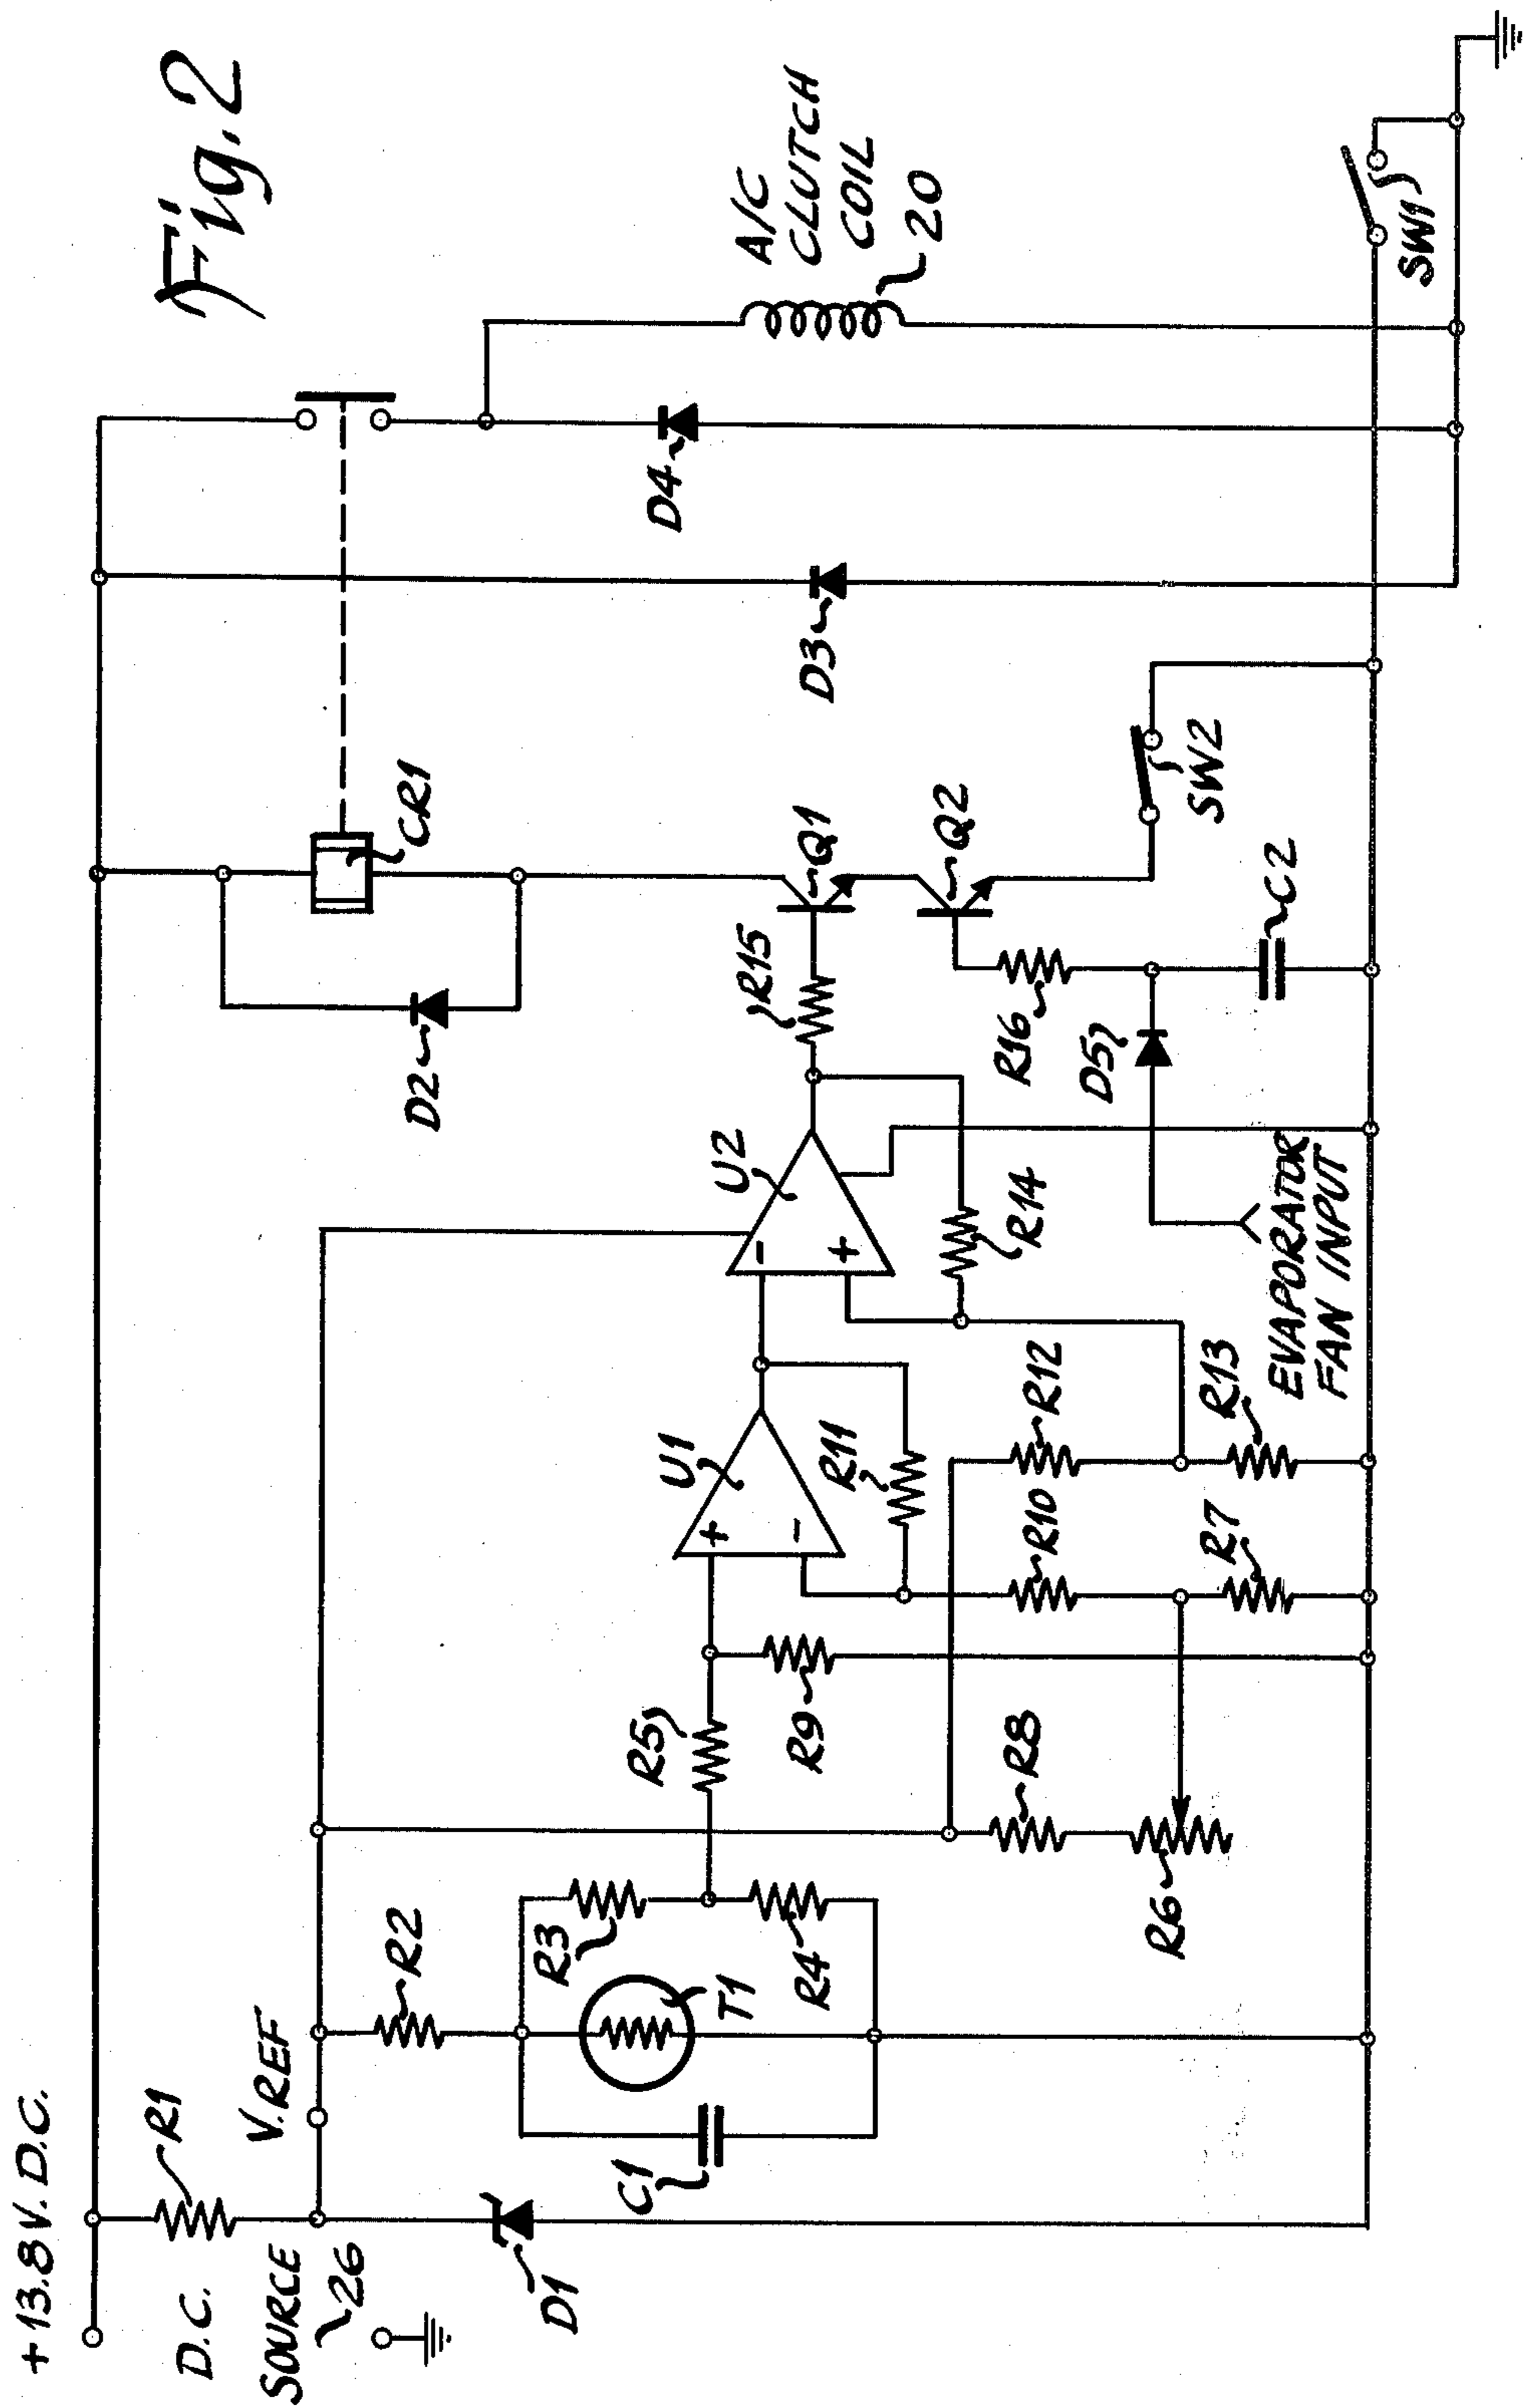 Fig. 2
+13.8V. D.C.
D.C.
SOURCE
26
R1
V.REF
D1
C1
R2
R3
T1
R4
R5
R8
R6
R9
U1
R11
R10
R7
R12
R13
U2
R14
EVAPORATOR
FAN INPUT
D2
CR1
R15
Q1
Q2
R16
D5
C2
SW2
D3
D4
A/C
CLUTCH
COIL
20
SW1
+
-
-
+